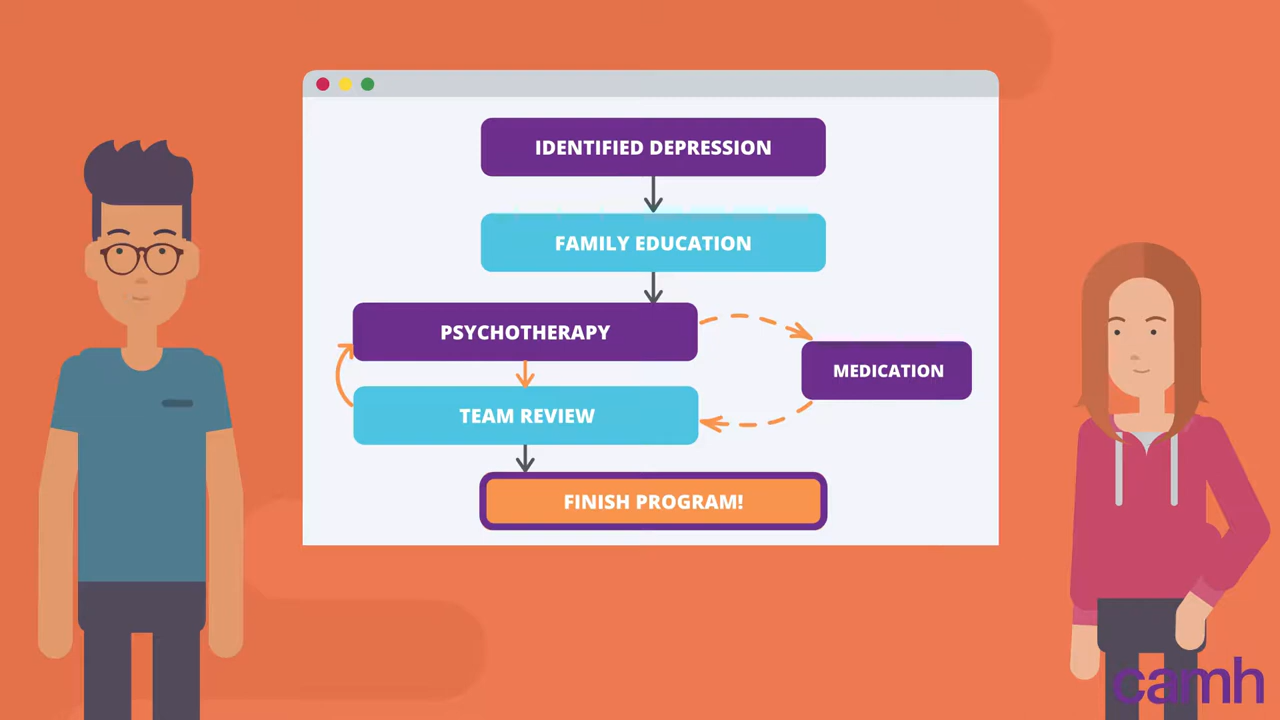 IDENTIFIED DEPRESSION
FAMILY EDUCATION
PSYCHOTHERAPY
MEDICATION
TEAM REVIEW
FINISH PROGRAM!
camh